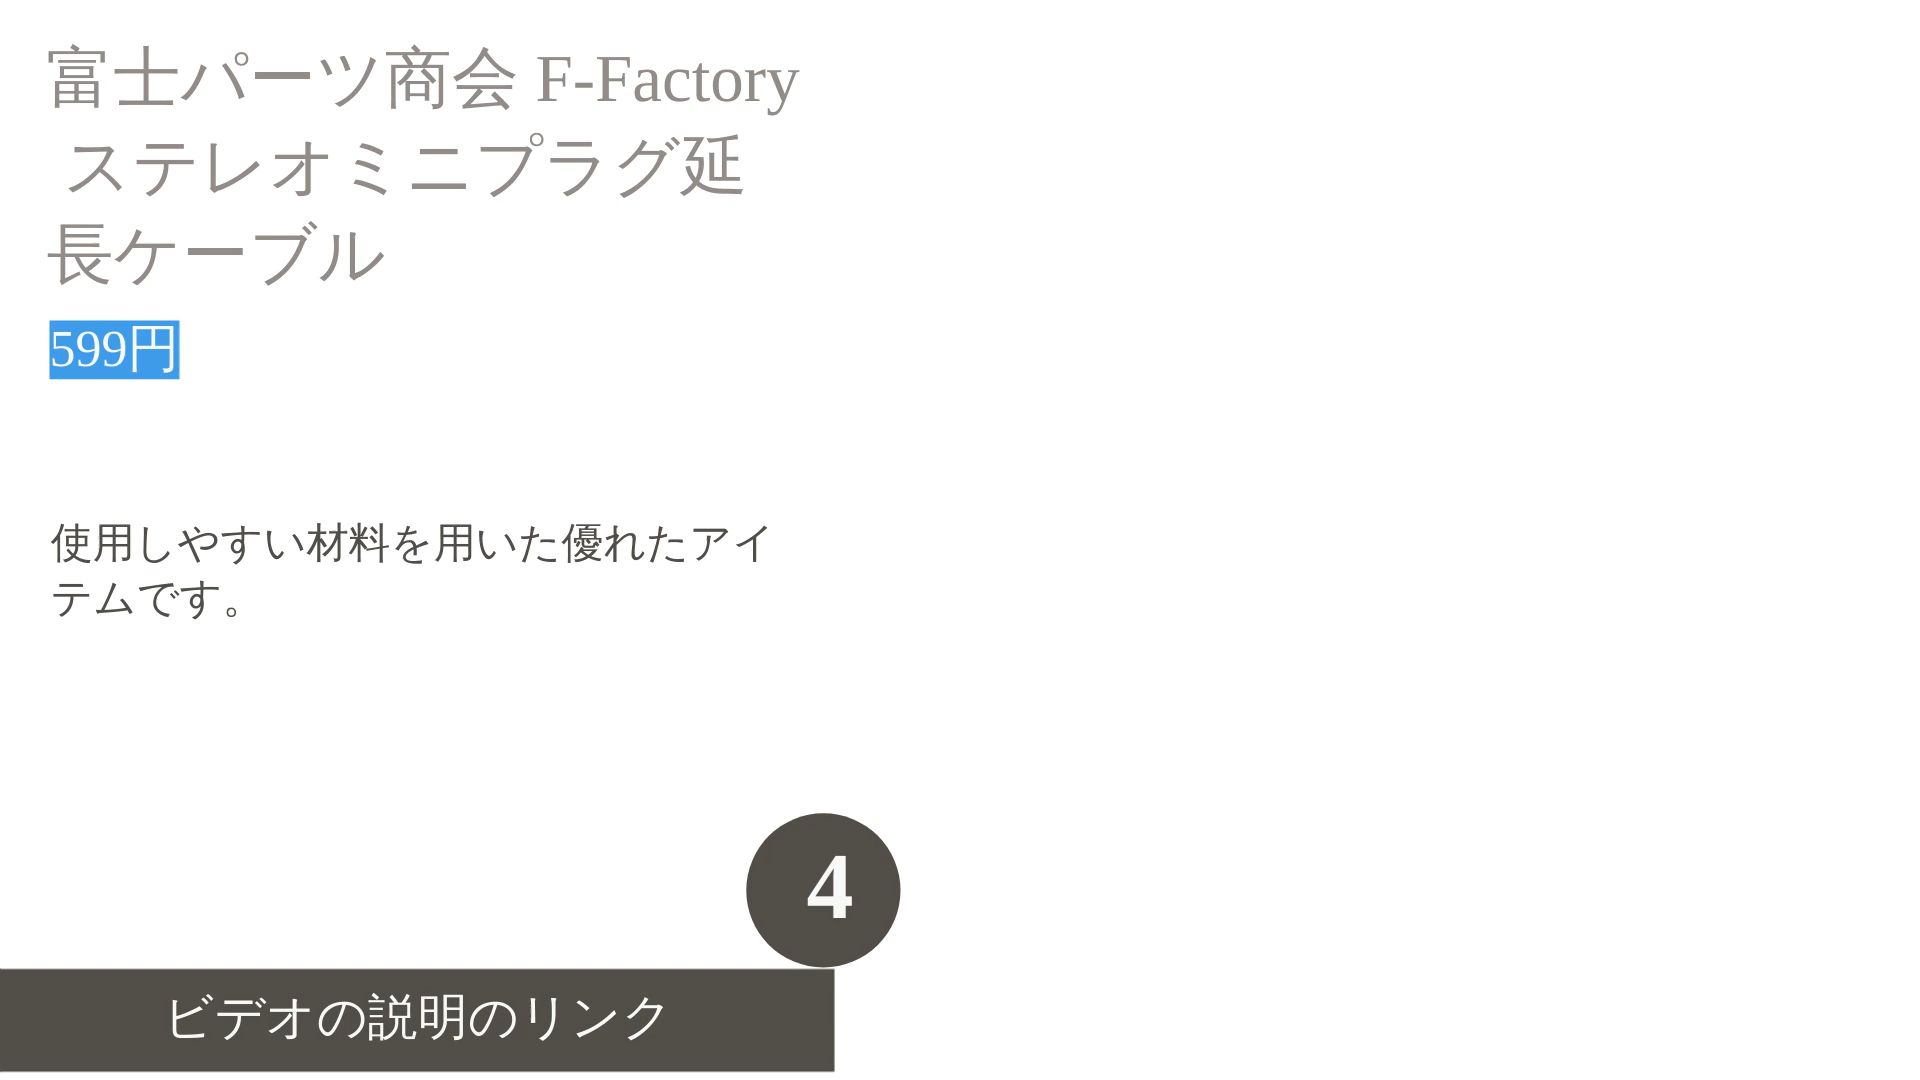 富士パーツ商会 F-Factory
ステレオミニプラグ延
長ケーブル
599円
使用しやすい材料を用いた優れたアイ
テムです。
4
ビデオの説明のリンク